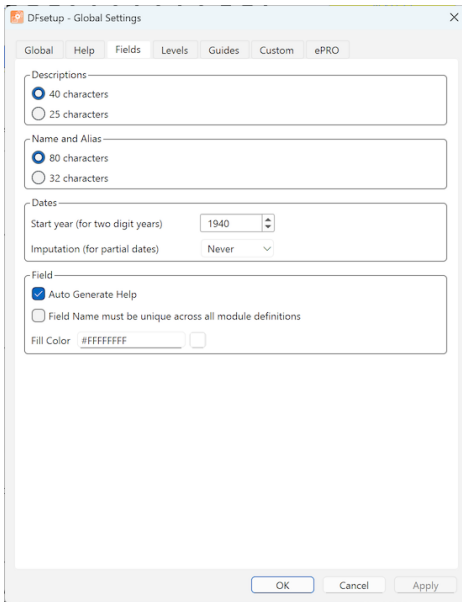 DFsetup - Global Settings
Global Help Fields Levels Guides Custom ePRO
Descriptions
40 characters
25 characters
Name and Alias
80 characters
32 characters
Dates
Start year (for two digit years) 1940
Imputation (for partial dates) Never
Field
Auto Generate Help
Field Name must be unique across all module definitions
Fill Color #FFFFFFFF
OK Cancel Apply